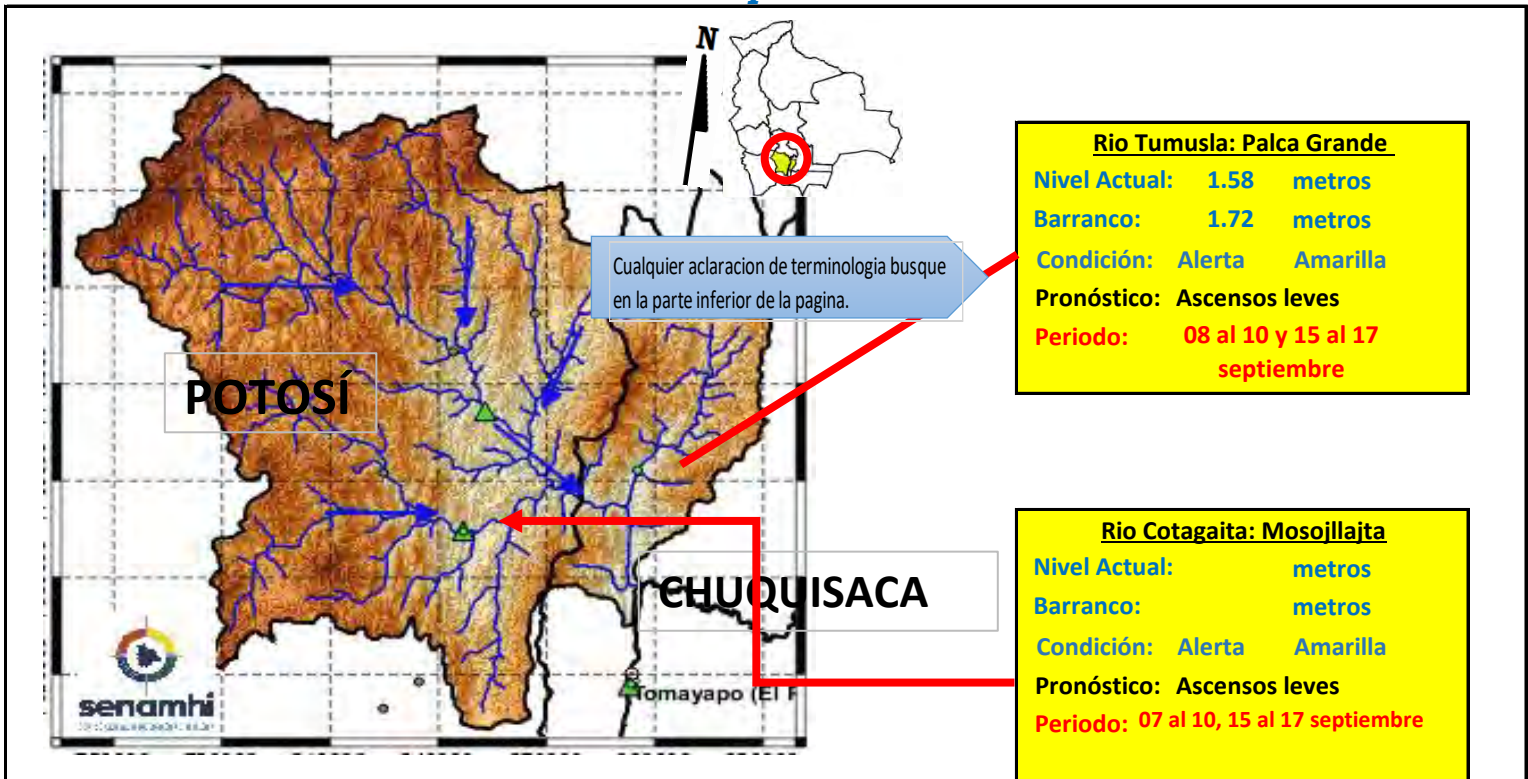 N
Rio Tumusla: Palca Grande
Nivel Actual: 1.58 metros
Barranco: 1.72 metros
Condición: Alerta Amarilla
Pronóstico: Ascensos leves
Periodo: 08 al 10 y 15 al 17
septiembre
Cualquier aclaracion de terminologia busque
en la parte inferior de la pagina.
POTOSÍ
CHUQUISACA
Rio Cotagaita: Mosojllajta
Nivel Actual: metros
Barranco: metros
Condición: Alerta Amarilla
Pronóstico: Ascensos leves
Periodo: 07 al 10, 15 al 17 septiembre
senamhi
Tomayapo (El